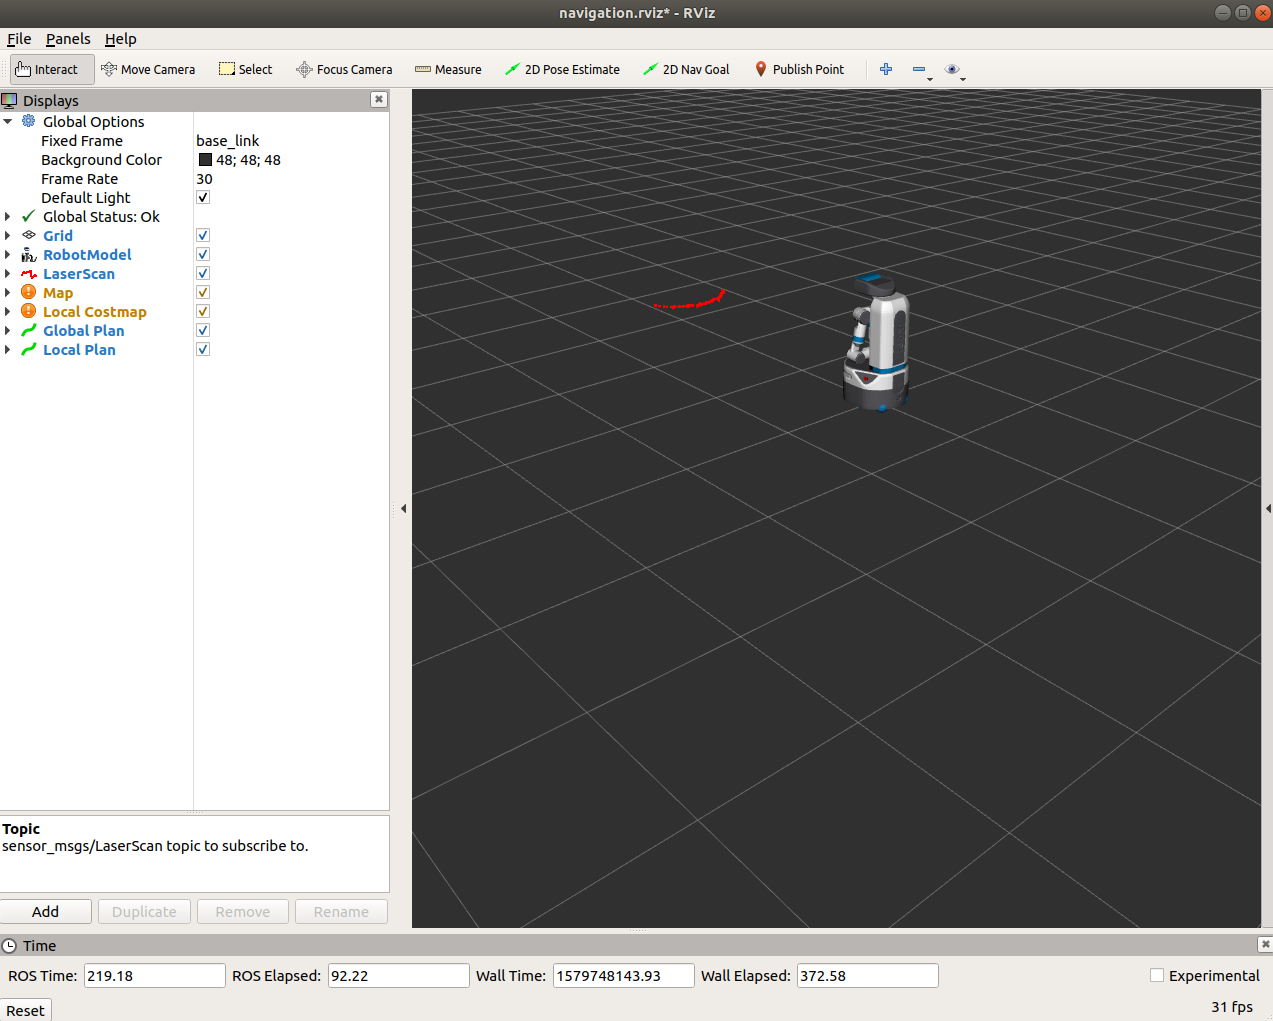 navigation.rviz* - RViz
File Panels Help
Interact Move Camera Select Focus Camera Measure 2D Pose Estimate 2D Nav Goal Publish Point
Displays
Global Options
Fixed Frame base_link
Background Color 48; 48; 48
Frame Rate 30
Default Light
Global Status: Ok
Grid
RobotModel
LaserScan
Map
Local Costmap
Global Plan
Local Plan
Topic
sensor_msgs/LaserScan topic to subscribe to.
Add Duplicate Remove Rename
Time
ROS Time: 219.18 ROS Elapsed: 92.22 Wall Time: 1579748143.93 Wall Elapsed: 372.58 Experimental
Reset 31 fps